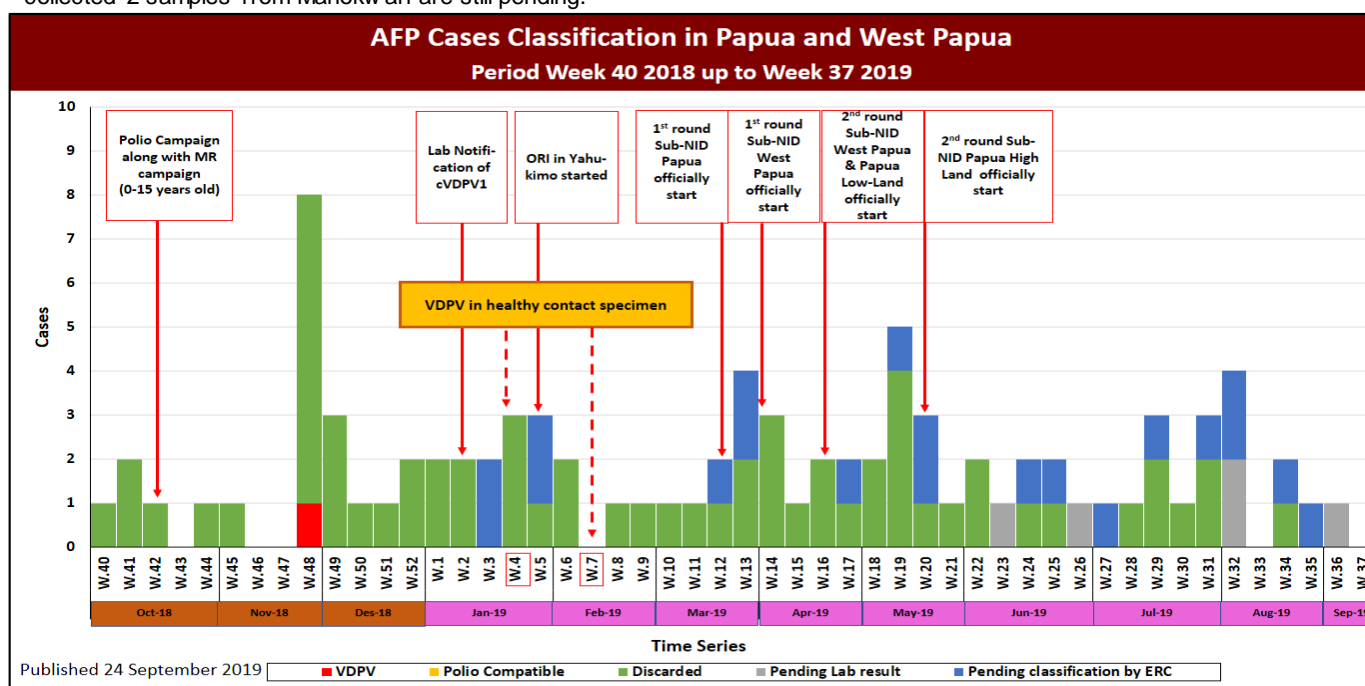 collected 2 samples from Manokwari are still pending.
AFP Cases Classification in Papua and West Papua
Period Week 40 2018 up to Week 37 2019
Cases
10
9
8
7
6
5
4
3
2
1
0
Polio Campaign
along with MR
campaign
(0-15 years old)
Lab Notifi-
cation of
cVDPV1
ORI in Yahu-
kimo started
1st round
Sub-NID
Papua
officially
start
1st round
Sub-NID
West
Papua
officially
start
2nd round
Sub-NID
West Papua
& Papua
Low-Land
officially
start
2nd round Sub-
NID Papua High
Land officially
start
VDPV in healthy contact specimen
W.40 W.41 W.42 W.43 W.44 W.45 W.46 W.47 W.48 W.49 W.50 W.51 W.52 W.1 W.2 W.3 W.4 W.5 W.6 W.7 W.8 W.9 W.10 W.11 W.12 W.13 W.14 W.15 W.16 W.17 W.18 W.19 W.20 W.21 W.22 W.23 W.24 W.25 W.26 W.27 W.28 W.29 W.30 W.31 W.32 W.33 W.34 W.35 W.36 W.37
Oct-18 Nov-18 Des-18 Jan-19 Feb-19 Mar-19 Apr-19 May-19 Jun-19 Jul-19 Aug-19 Sep-19
Time Series
Published 24 September 2019 VDPV Polio Compatible Discarded Pending Lab result Pending classification by ERC